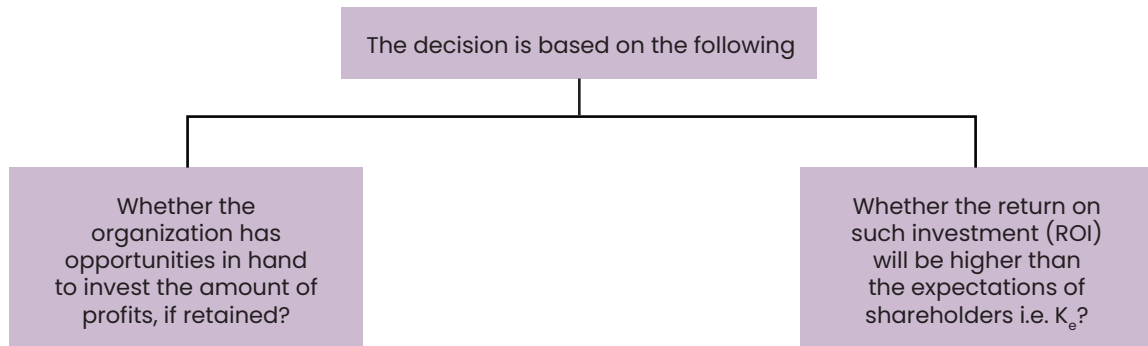 The decision is based on the following
Whether the
organization has
opportunities in hand
to invest the amount of
profits, if retained?
Whether the return on
such investment (ROI)
will be higher than
the expectations of
shareholders i.e. Kₑ?